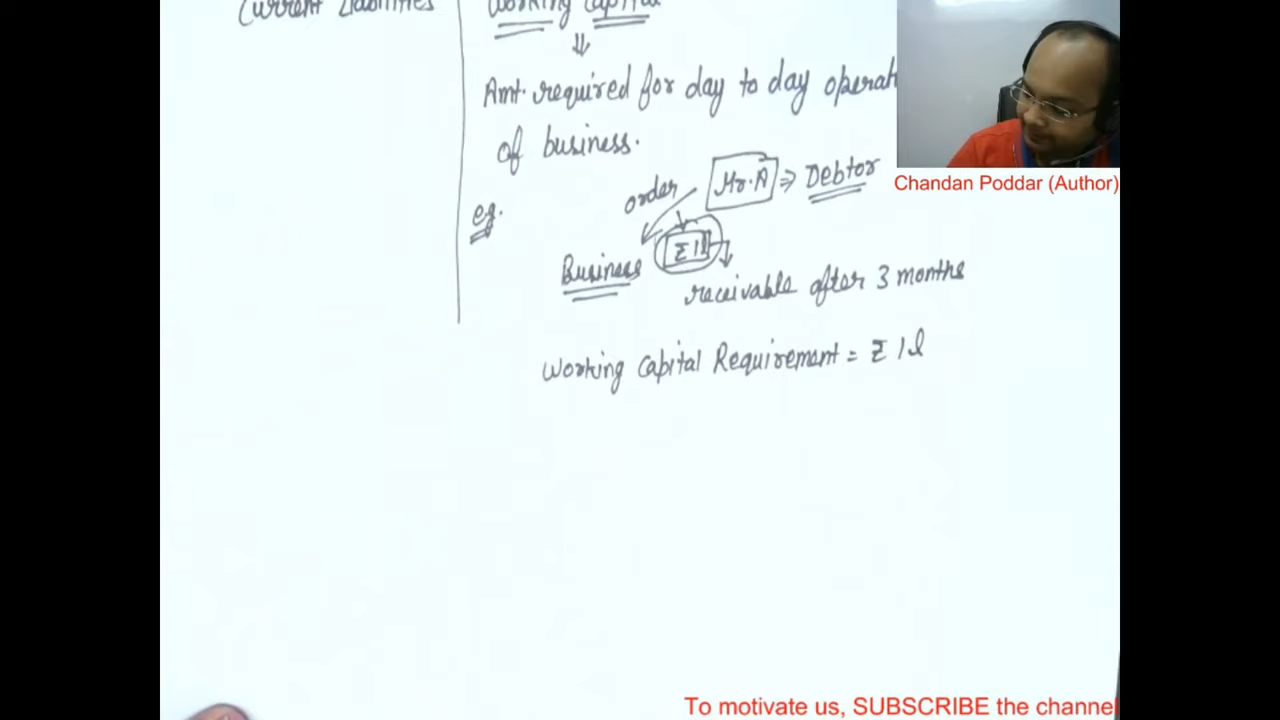 Current Liabilities
Working Capital
Amt. required for day to day operat
of business.
eg.
order
Mr. A ⇒ Debtor
₹ 1l
Business
receivable after 3 months
Working Capital Requirement = ₹ 1l
Chandan Poddar (Author)
To motivate us, SUBSCRIBE the channel